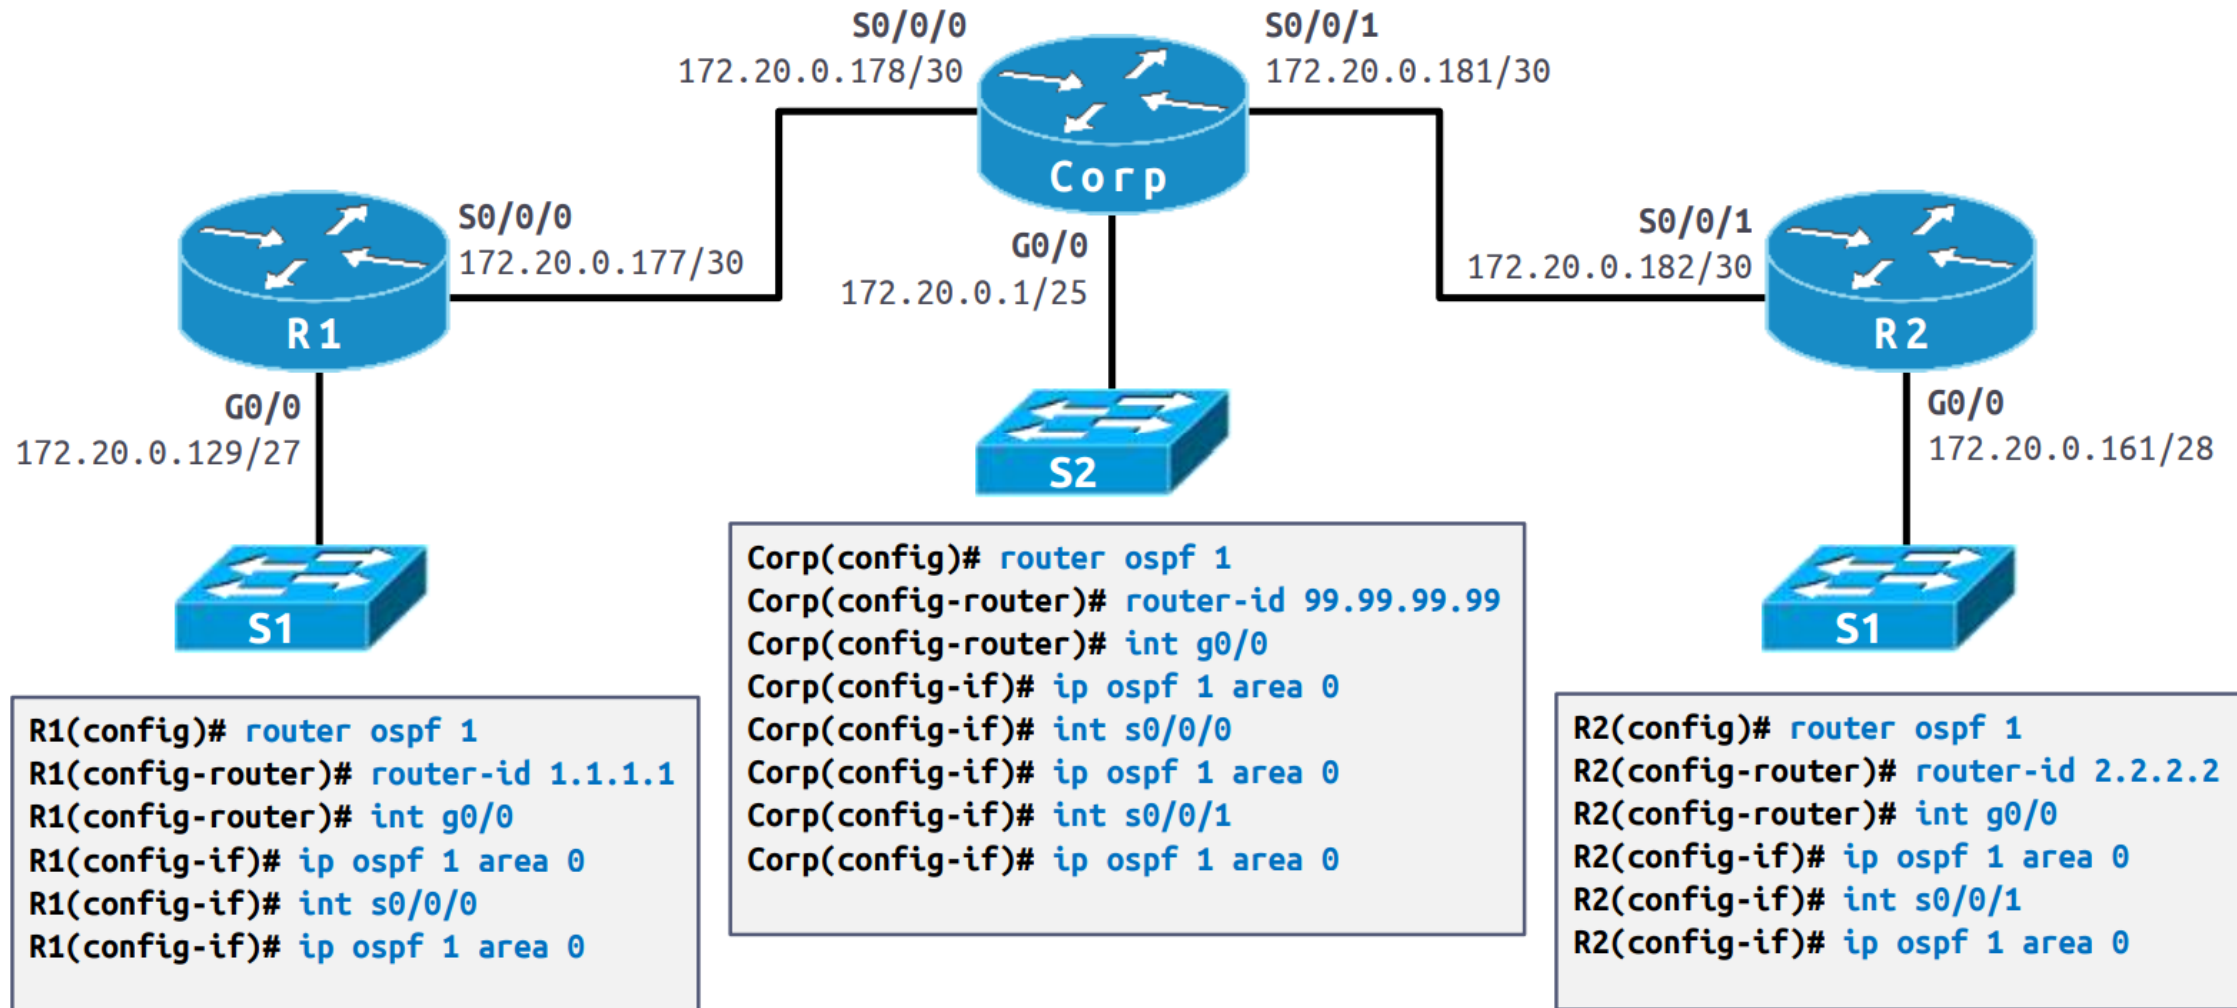 S0/0/0
172.20.0.178/30
S0/0/1
172.20.0.181/30
Corp
S0/0/0
172.20.0.177/30
G0/0
172.20.0.1/25
S0/0/1
172.20.0.182/30
R1
R2
G0/0
172.20.0.129/27
G0/0
172.20.0.161/28
S2
S1
S1
Corp(config)# router ospf 1
Corp(config-router)# router-id 99.99.99.99
Corp(config-router)# int g0/0
Corp(config-if)# ip ospf 1 area 0
Corp(config-if)# int s0/0/0
Corp(config-if)# ip ospf 1 area 0
Corp(config-if)# int s0/0/1
Corp(config-if)# ip ospf 1 area 0
R1(config)# router ospf 1
R1(config-router)# router-id 1.1.1.1
R1(config-router)# int g0/0
R1(config-if)# ip ospf 1 area 0
R1(config-if)# int s0/0/0
R1(config-if)# ip ospf 1 area 0
R2(config)# router ospf 1
R2(config-router)# router-id 2.2.2.2
R2(config-router)# int g0/0
R2(config-if)# ip ospf 1 area 0
R2(config-if)# int s0/0/1
R2(config-if)# ip ospf 1 area 0